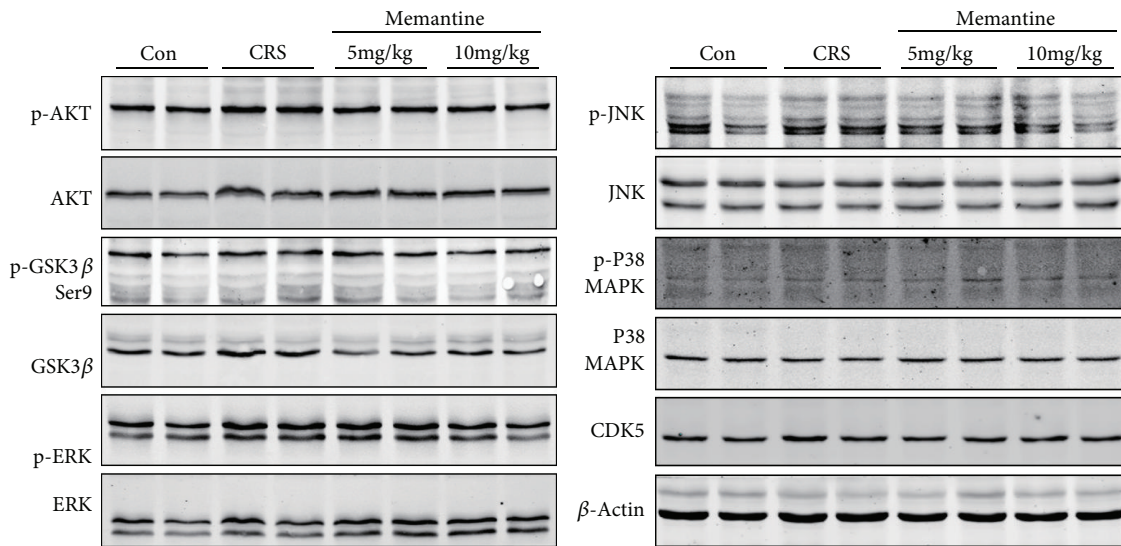 Memantine
Con CRS 5mg/kg 10mg/kg
p-AKT
AKT
p-GSK3β
Ser9
GSK3β
p-ERK
ERK
Memantine
Con CRS 5mg/kg 10mg/kg
p-JNK
JNK
p-P38
MAPK
P38
MAPK
CDK5
β-Actin